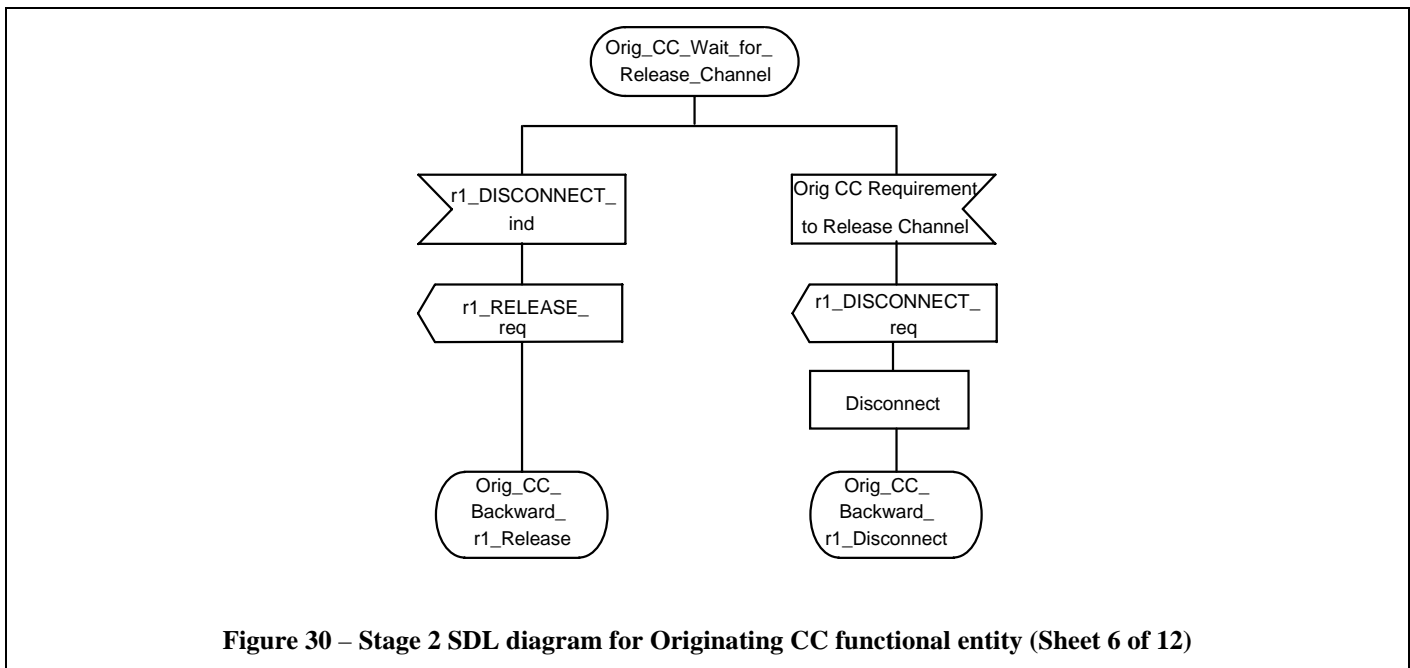 Orig_CC_Wait_for_
Release_Channel
r1_DISCONNECT_
ind
Orig CC Requirement
to Release Channel
r1_RELEASE_
req
r1_DISCONNECT_
req
Disconnect
Orig_CC_
Backward_
r1_Release
Orig_CC_
Backward_
r1_Disconnect
Figure 30 – Stage 2 SDL diagram for Originating CC functional entity (Sheet 6 of 12)